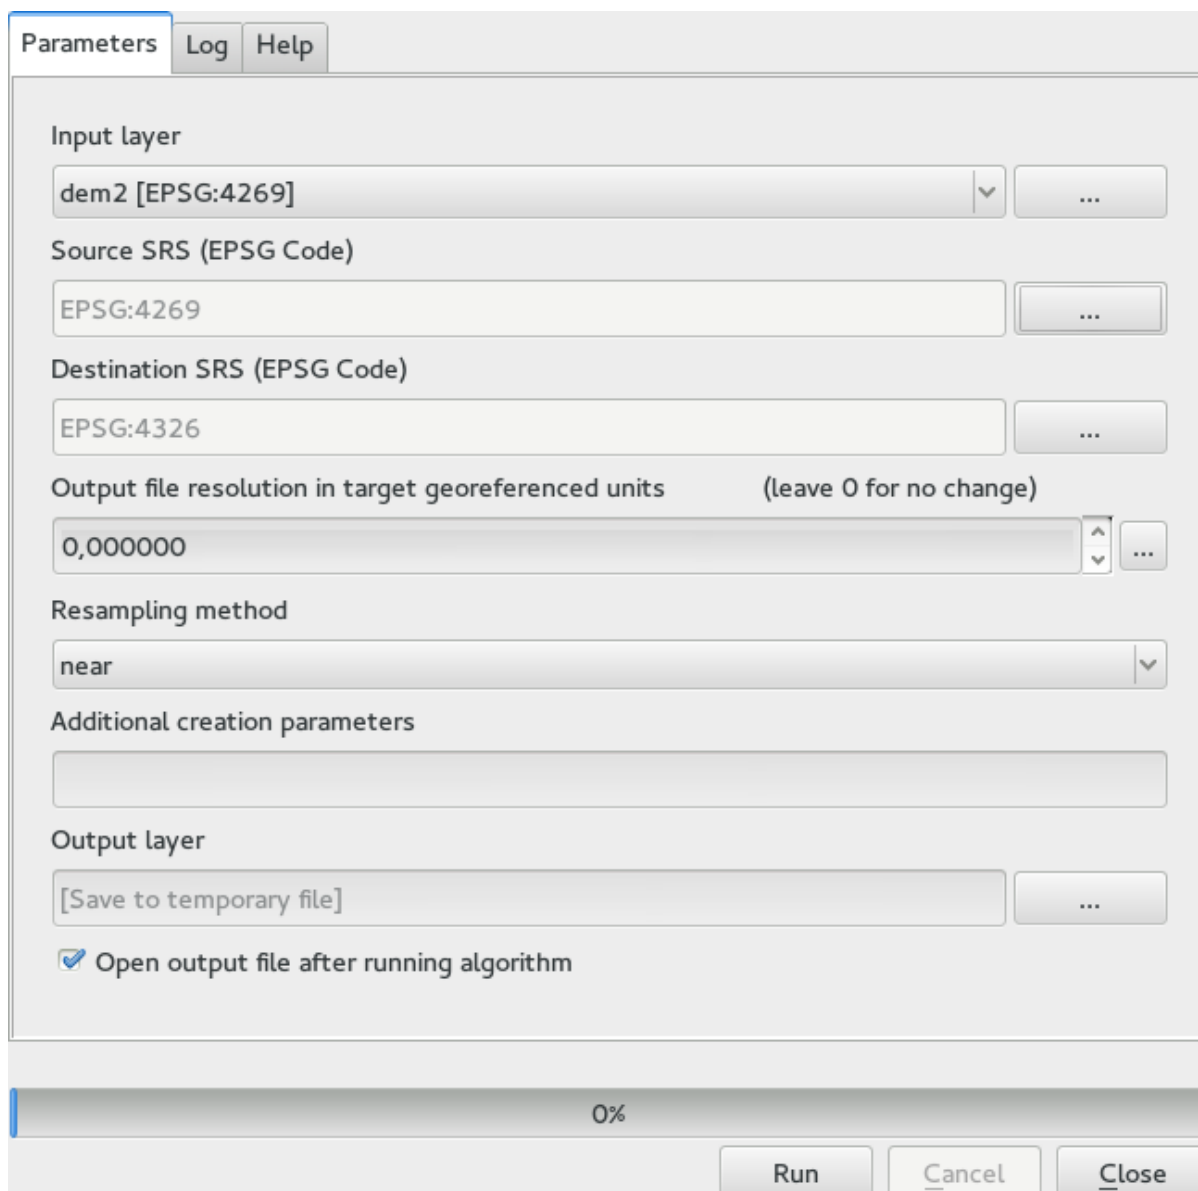 Parameters Log Help
Input layer
dem2 [EPSG:4269] ...
Source SRS (EPSG Code)
EPSG:4269 ...
Destination SRS (EPSG Code)
EPSG:4326 ...
Output file resolution in target georeferenced units (leave 0 for no change)
0,000000 ...
Resampling method
near
Additional creation parameters
Output layer
[Save to temporary file] ...
Open output file after running algorithm
0%
Run Cancel Close